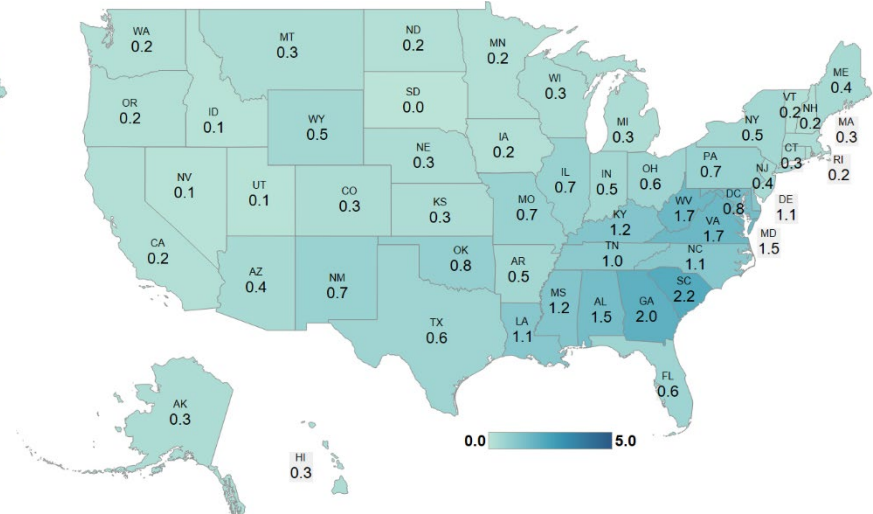 WA
0.2
MT
0.3
ND
0.2
MN
0.2
OR
0.2
ID
0.1
WY
0.5
SD
0.0
WI
0.3
MI
0.3
NY
0.5
VT
0.2
NH
0.2
ME
0.4
MA
0.3
CT
0.3
RI
0.2
NV
0.1
UT
0.1
CO
0.3
NE
0.3
IA
0.2
KS
0.3
MO
0.7
IL
0.7
IN
0.5
OH
0.6
PA
0.7
NJ
0.4
DE
1.1
DC
0.8
MD
1.5
WV
1.7
VA
1.7
KY
1.2
CA
0.2
AZ
0.4
NM
0.7
OK
0.8
AR
0.5
TN
1.0
NC
1.1
SC
2.2
TX
0.6
LA
1.1
MS
1.2
AL
1.5
GA
2.0
FL
0.6
AK
0.3
HI
0.3
0.0 5.0